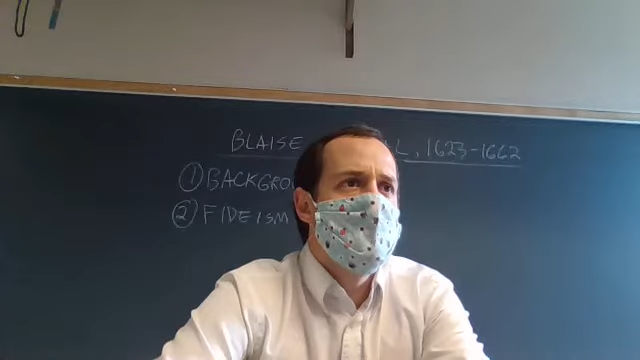 BLAISE L, 1623-1662
① BACKGRO
② FIDEISM